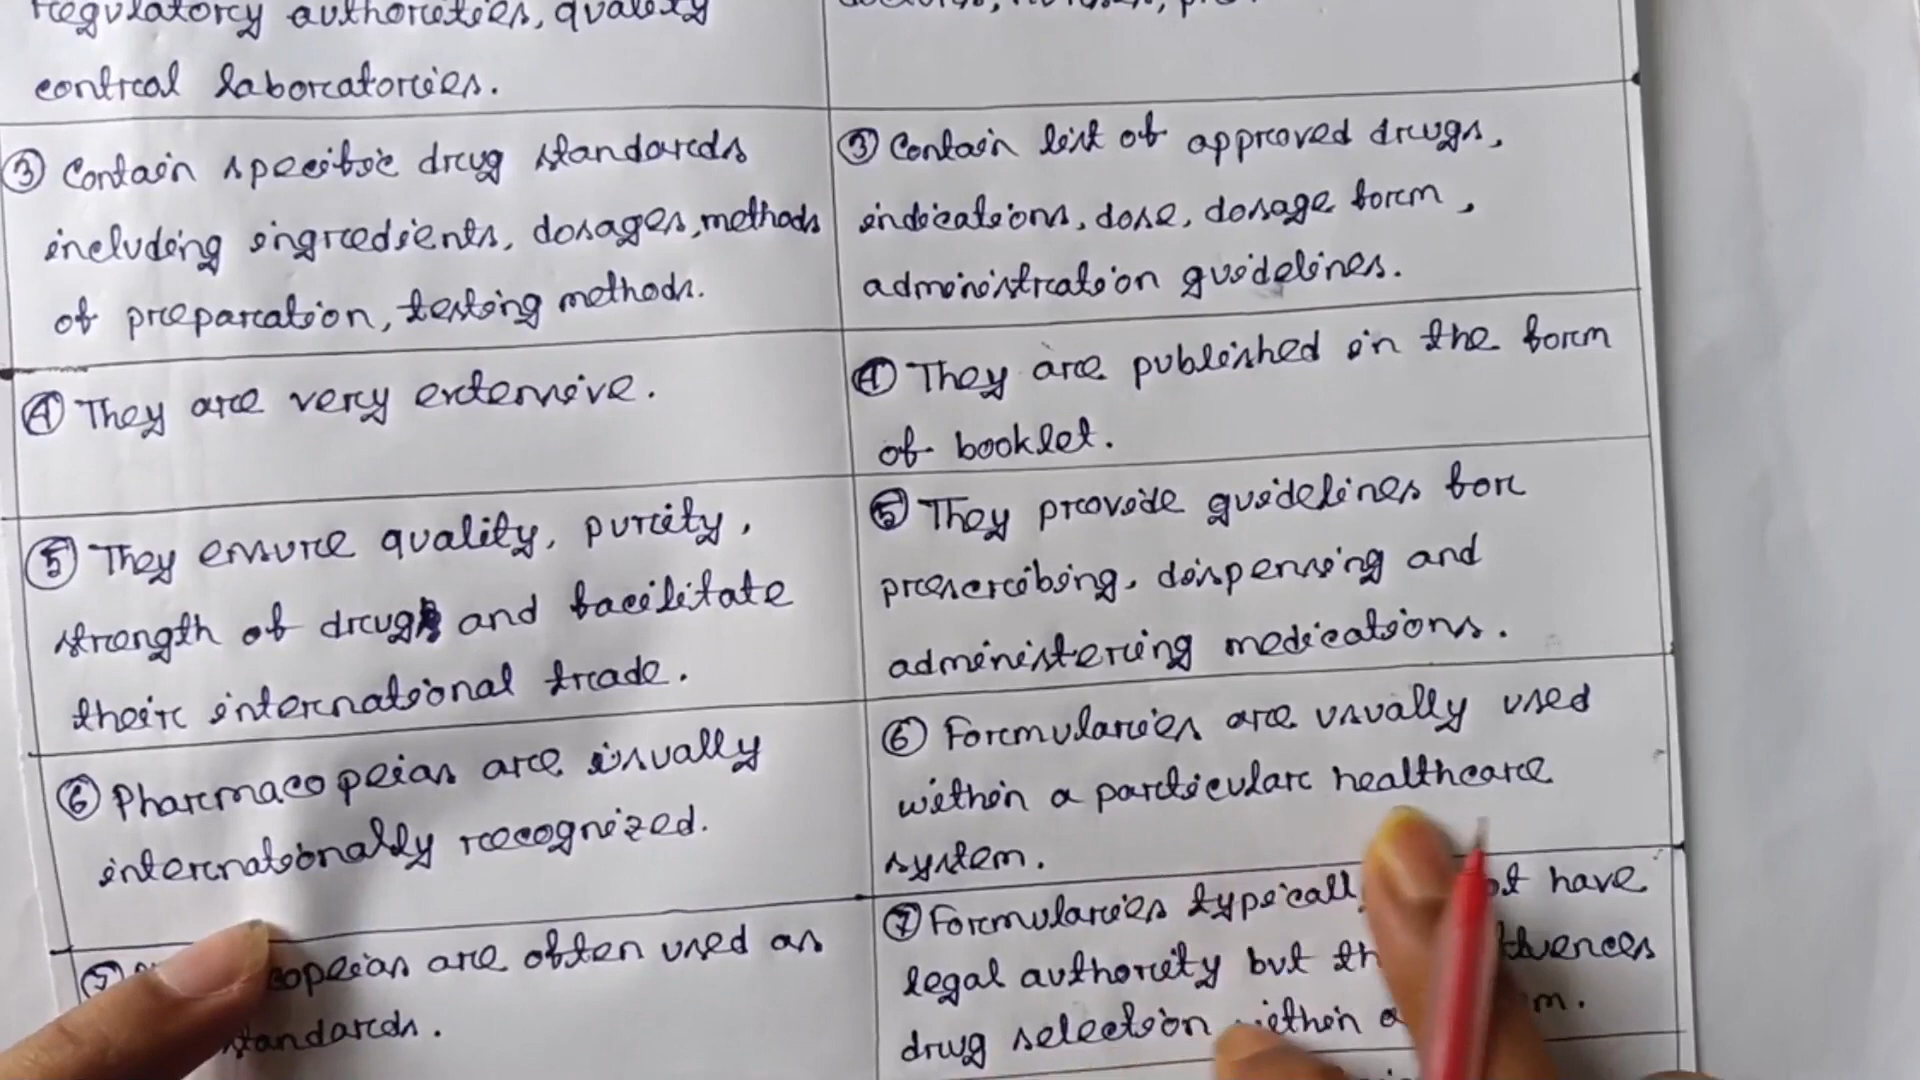 regulatory authorities, quality
control laboratories.
③ Contain specific drug standards
including ingredients, dosages, methods
of preparation, testing methods.
④ They are very extensive.
⑤ They ensure quality, purity,
strength of drugs and facilitate
their international trade.
⑥ Pharmacopeias are usually
internationally recognized.
are often used as
standards.
③ Contain list of approved drugs,
indications, dose, dosage form,
administration guidelines.
④ They are published in the form
of booklet.
⑤ They provide guidelines for
prescribing, dispensing and
administering medications.
⑥ Formularies are usually used
within a particular healthcare
system.
⑦ Formularies have
legal authority but
drug selection within a